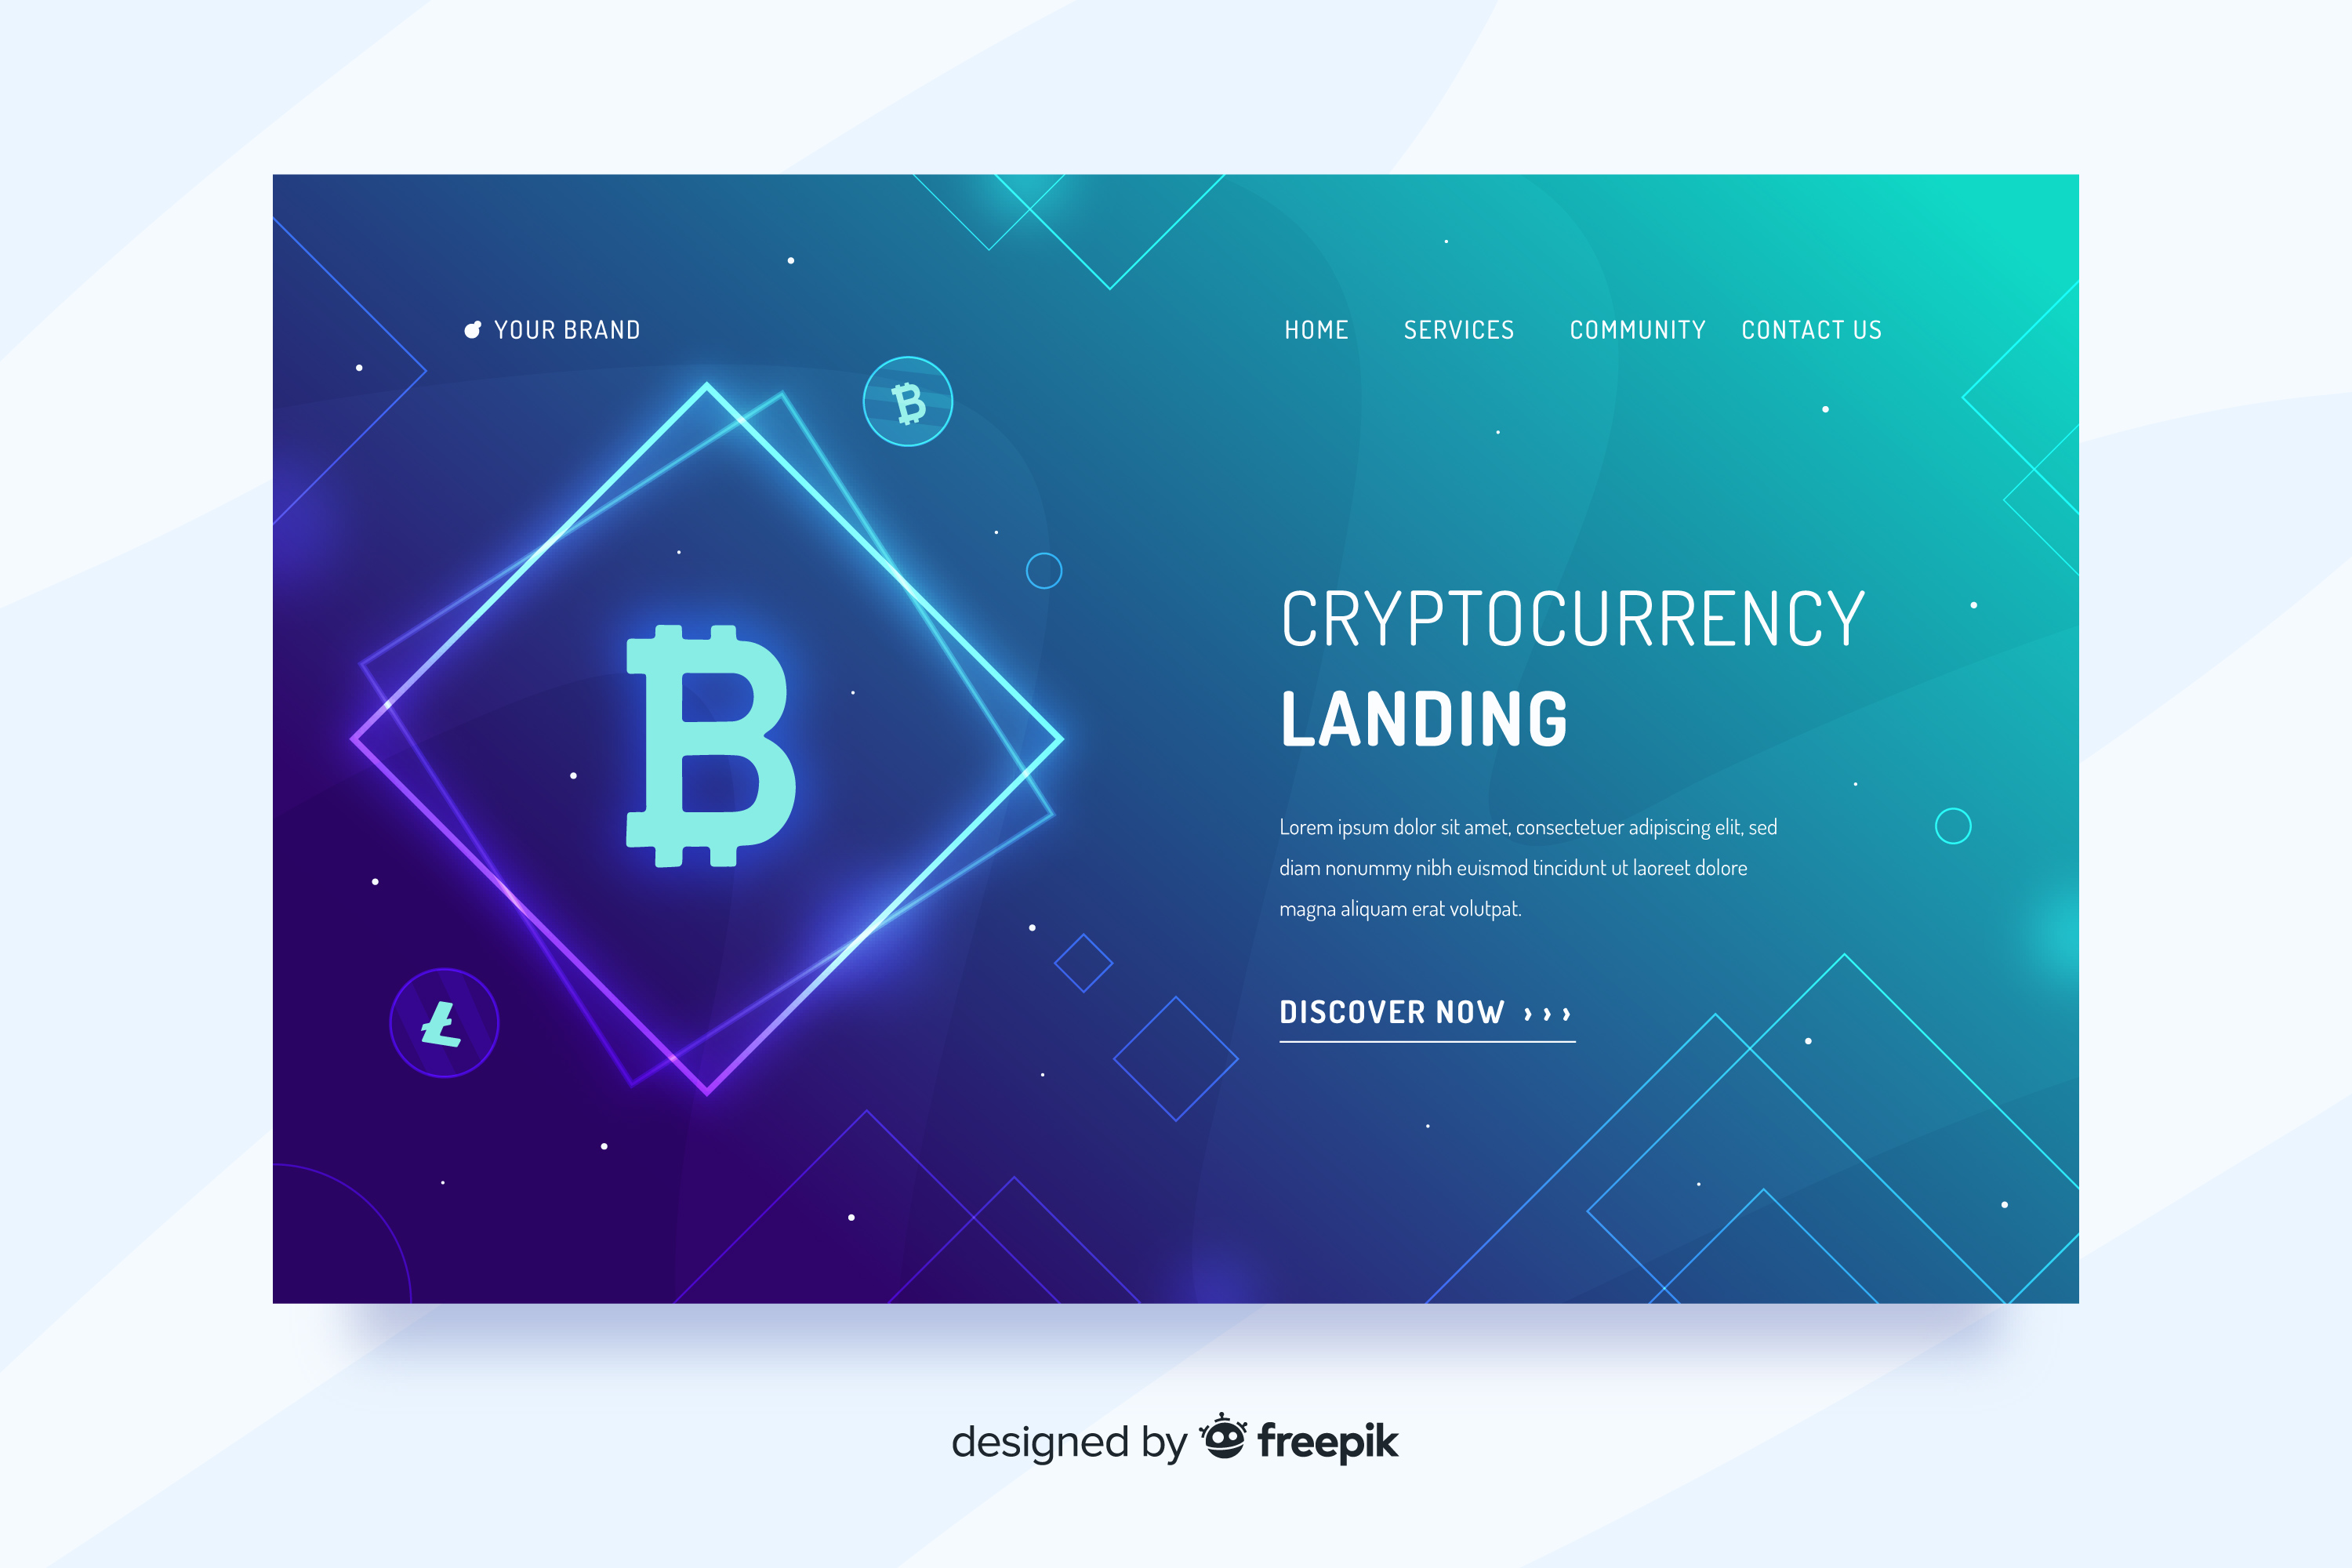 YOUR BRAND
HOME SERVICES COMMUNITY CONTACT US
CRYPTOCURRENCY
LANDING
Lorem ipsum dolor sit amet, consectetuer adipiscing elit, sed
diam nonummy nibh euismod tincidunt ut laoreet dolore
magna aliquam erat volutpat.
DISCOVER NOW › › ›
designed by freepik